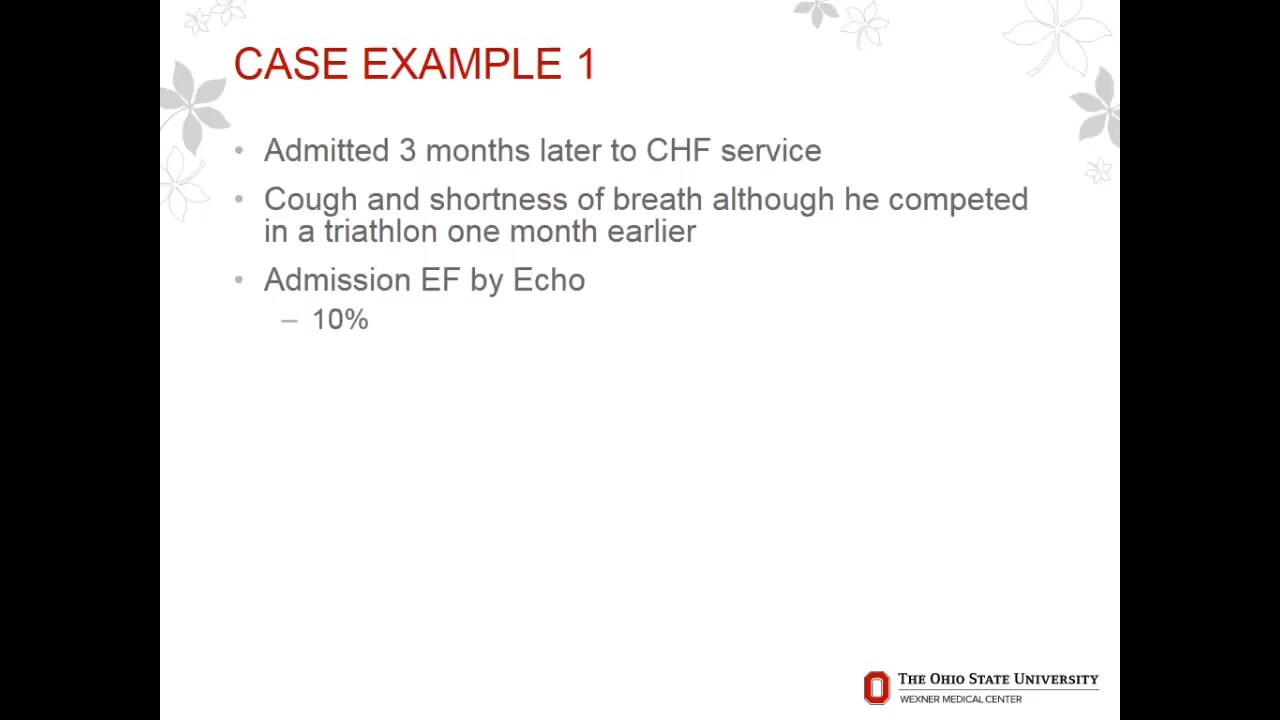 CASE EXAMPLE 1
• Admitted 3 months later to CHF service
• Cough and shortness of breath although he competed
in a triathlon one month earlier
• Admission EF by Echo
– 10%
THE OHIO STATE UNIVERSITY
WEXNER MEDICAL CENTER